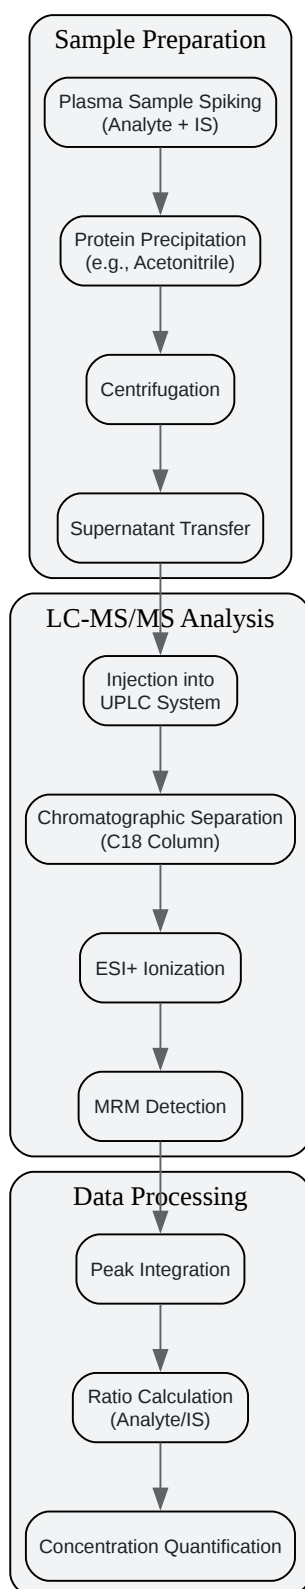 Sample Preparation
Plasma Sample Spiking
(Analyte + IS)
Protein Precipitation
(e.g., Acetonitrile)
Centrifugation
Supernatant Transfer
LC-MS/MS Analysis
Injection into
UPLC System
Chromatographic Separation
(C18 Column)
ESI+ Ionization
MRM Detection
Data Processing
Peak Integration
Ratio Calculation
(Analyte/IS)
Concentration Quantification